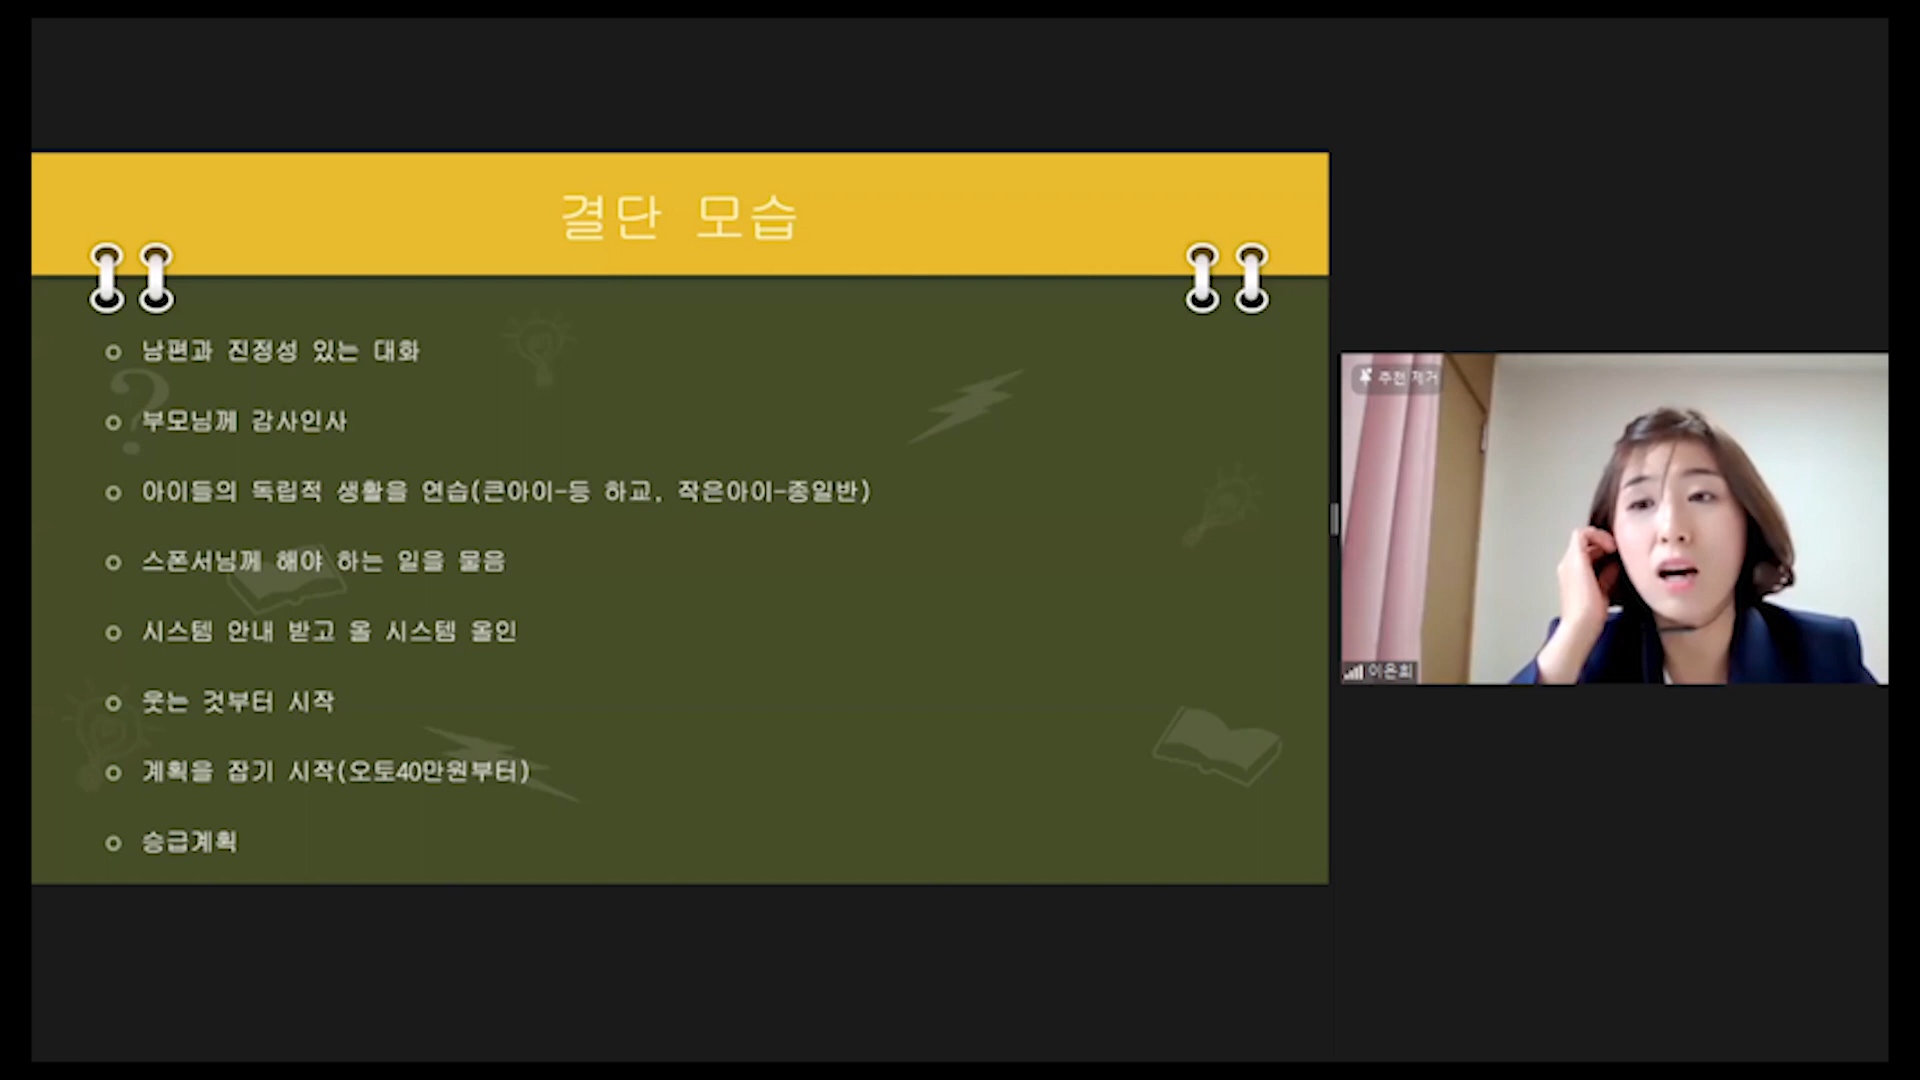 결단 모습
남편과 진정성 있는 대화
부모님께 감사인사
아이들의 독립적 생활을 연습(큰아이-등 하교, 작은아이-종일반)
스폰서님께 해야 하는 일을 물음
시스템 안내 받고 올 시스템 올인
웃는 것부터 시작
계획을 잡기 시작(오토40만원부터)
승급계획
추천 제거
이은희